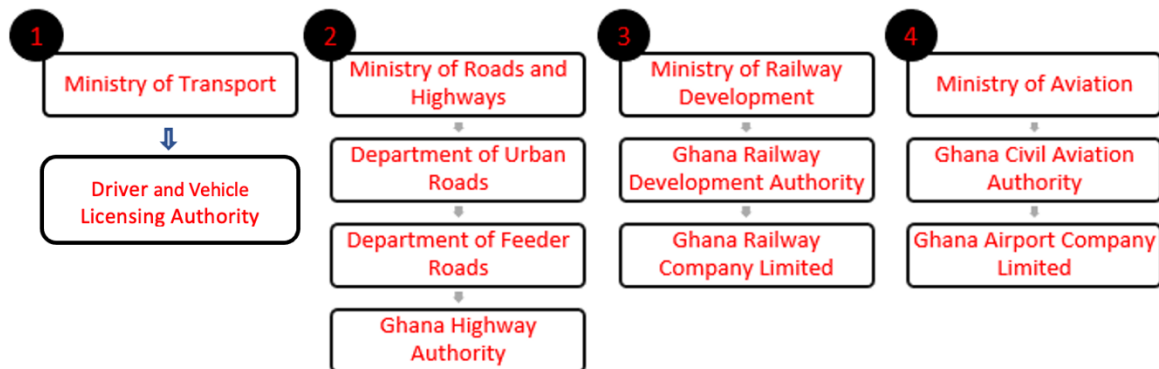 1
Ministry of Transport
Driver and Vehicle
Licensing Authority
2
Ministry of Roads and
Highways
Department of Urban
Roads
Department of Feeder
Roads
Ghana Highway
Authority
3
Ministry of Railway
Development
Ghana Railway
Development Authority
Ghana Railway
Company Limited
4
Ministry of Aviation
Ghana Civil Aviation
Authority
Ghana Airport Company
Limited